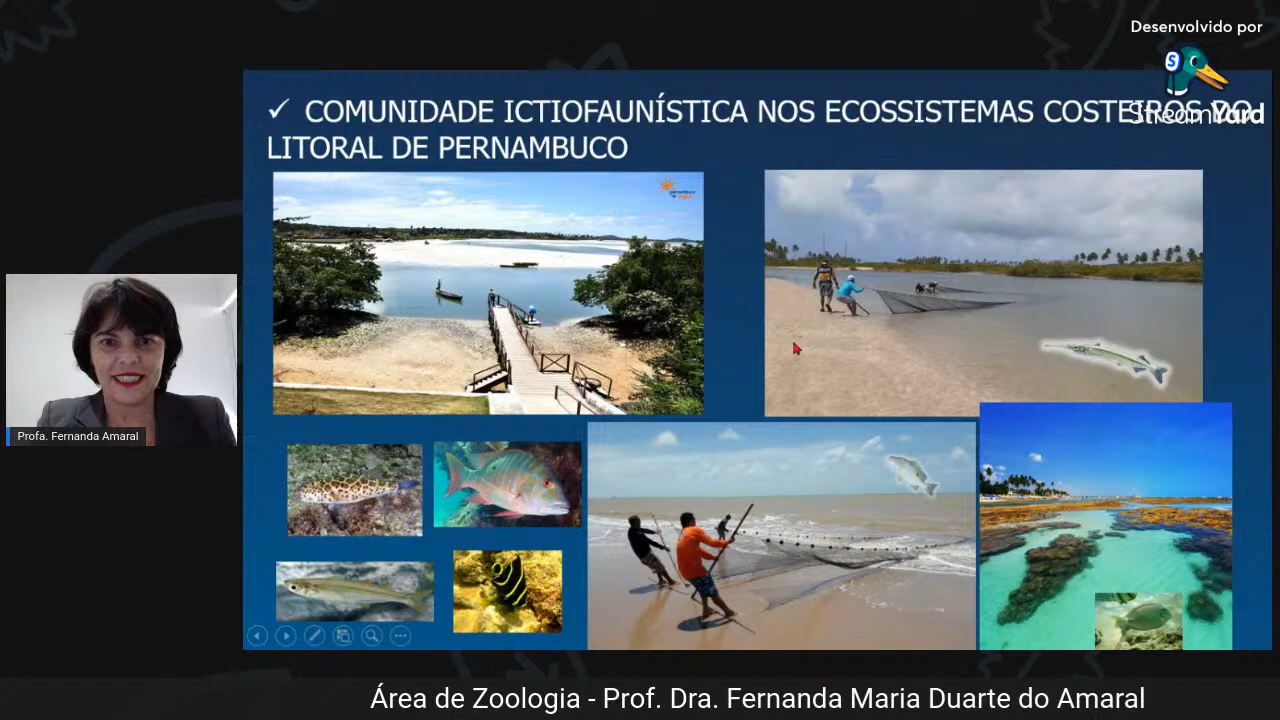 Desenvolvido por
S
StreamYard
✓ COMUNIDADE ICTIOFAUNÍSTICA NOS ECOSSISTEMAS COSTEIROS DO
LITORAL DE PERNAMBUCO
Profa. Fernanda Amaral
Área de Zoologia - Prof. Dra. Fernanda Maria Duarte do Amaral